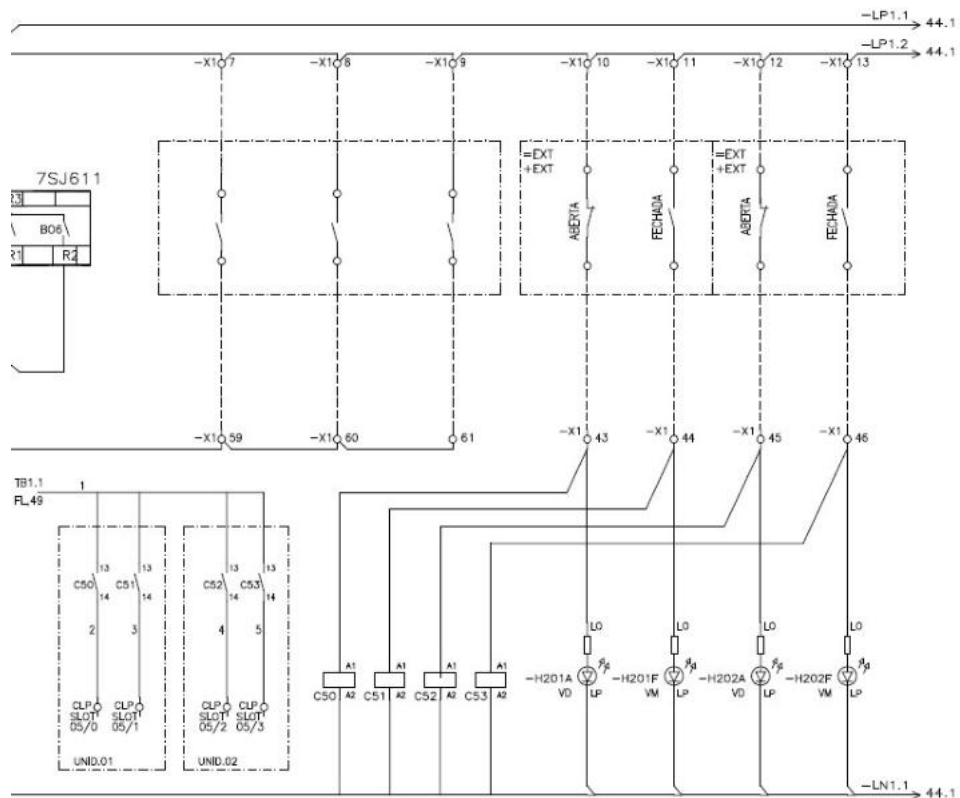 -LP1.1 44.1
-LP1.2 44.1
-X1 7 -X1 8 -X1 9 -X1 10 -X1 11 -X1 12 -X1 13
=EXT =EXT
+EXT +EXT
7SJ611
R3
BO6
R1 R2
ABERTA FECHADA ABERTA FECHADA
-X1 59 -X1 60 61 -X1 43 -X1 44 -X1 45 -X1 46
TB1.1 1
FL,49
13 13 13 13
C50 C51 C52 C53
14 14 14 14
2 3 4 5
LO LO LO LO
A1 A1 A1 A1
-H201A -H201F -H202A -H202F
C50 A2 C51 A2 C52 A2 C53 A2
VD LP VM LP VD LP VM LP
CLP CLP CLP CLP
SLOT SLOT SLOT SLOT
05/0 05/1 05/2 05/3
UNID.01 UNID.02
-LN1.1 44.1